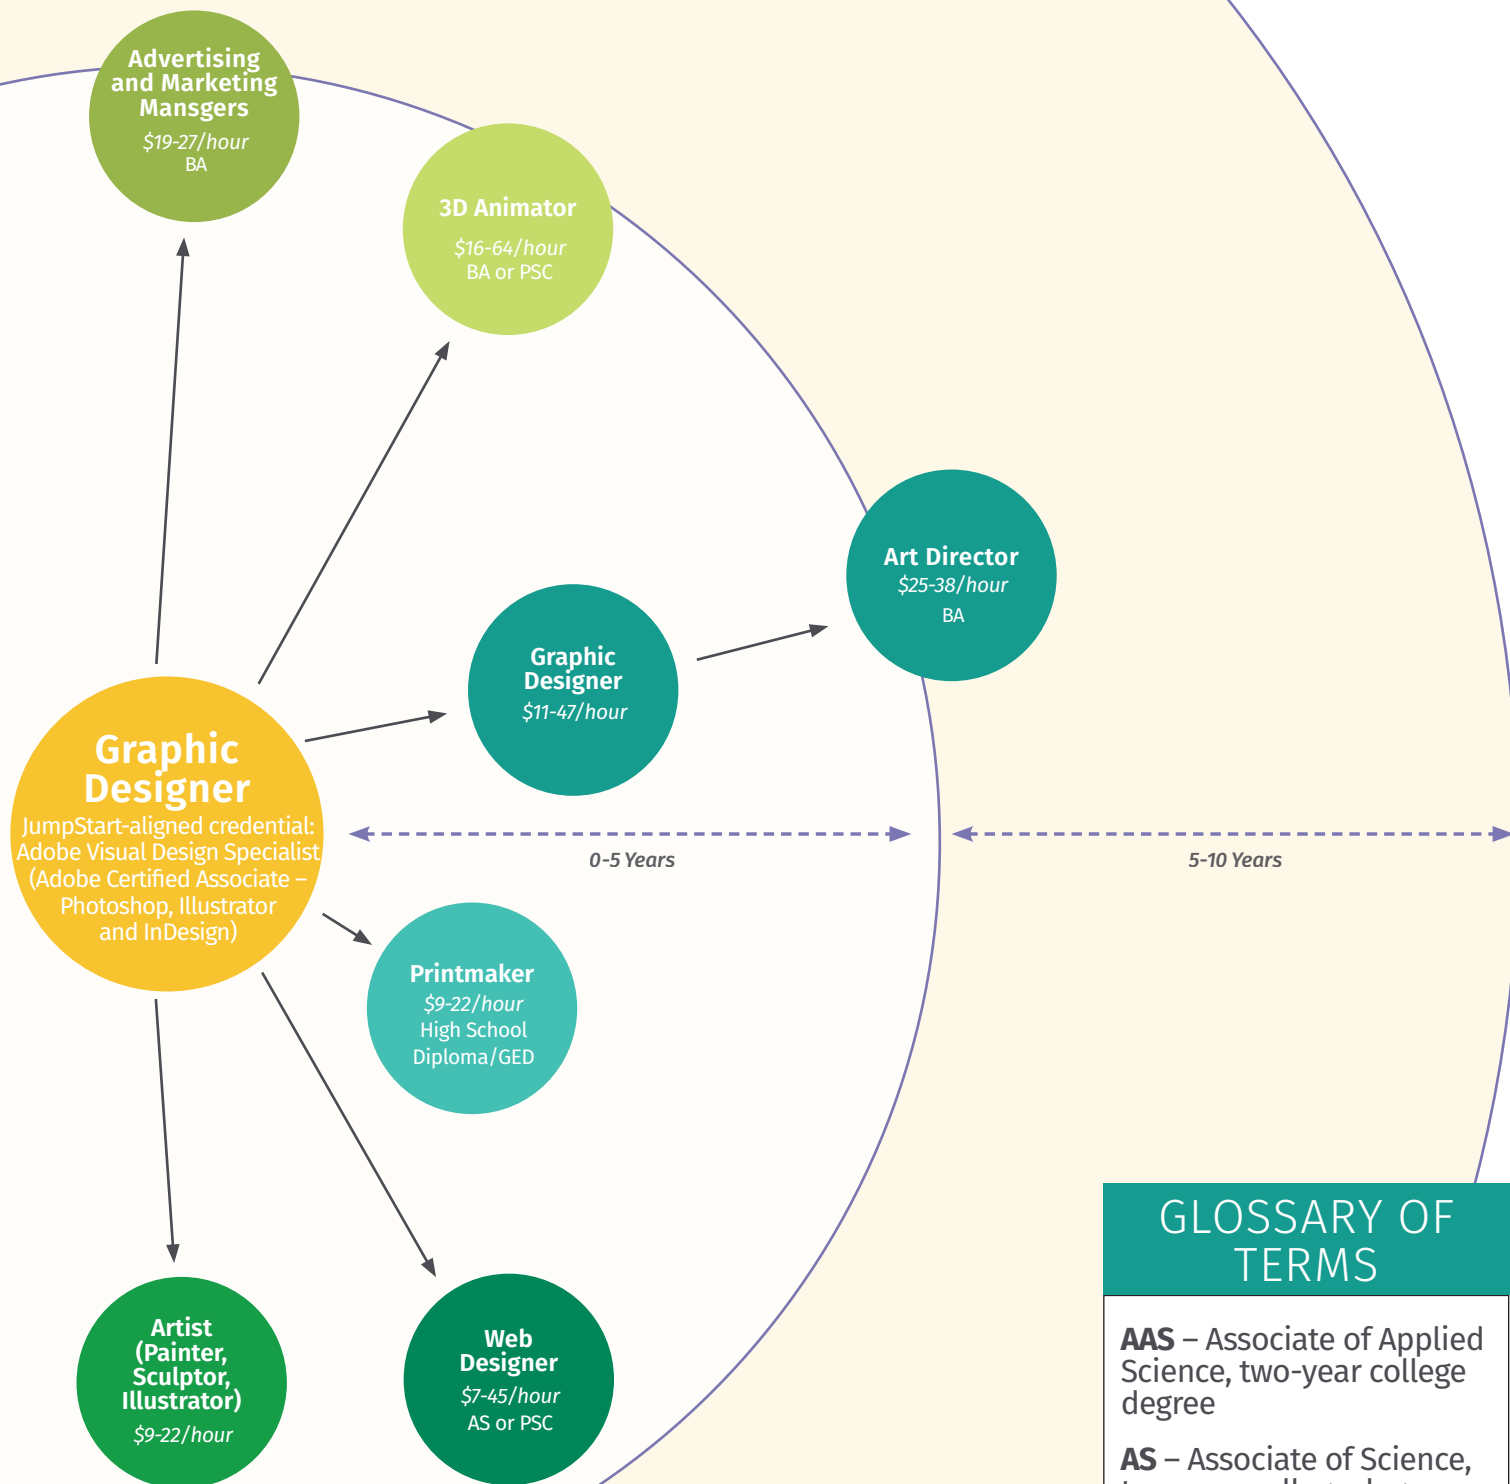 Advertising
and Marketing
Mansgers
$19-27/hour
BA
3D Animator
$16-64/hour
BA or PSC
Art Director
$25-38/hour
BA
Graphic
Designer
$11-47/hour
Graphic
Designer
JumpStart-aligned credential:
Adobe Visual Design Specialist
(Adobe Certified Associate –
Photoshop, Illustrator
and InDesign)
0-5 Years
5-10 Years
Printmaker
$9-22/hour
High School
Diploma/GED
Artist
(Painter,
Sculptor,
Illustrator)
$9-22/hour
Web
Designer
$7-45/hour
AS or PSC
GLOSSARY OF
TERMS
AAS – Associate of Applied
Science, two-year college
degree
AS – Associate of Science,